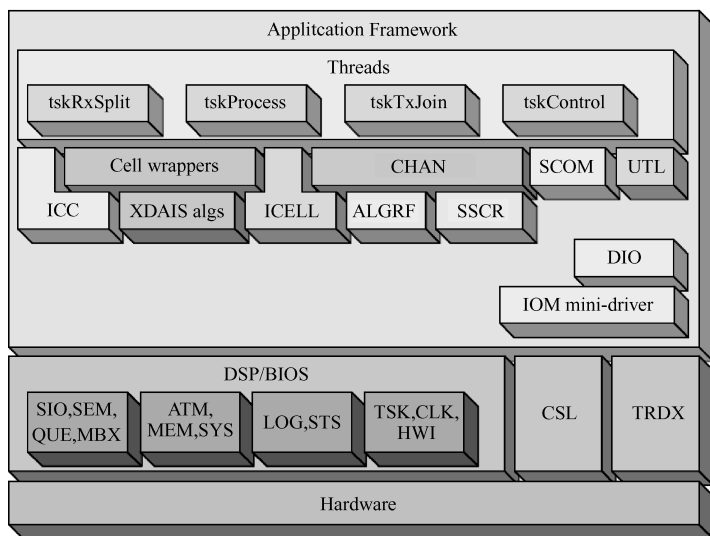 Applitcation Framework
Threads
tskRxSplit
tskProcess
tskTxJoin
tskControl
Cell wrappers
CHAN
SCOM
UTL
ICC
XDAIS algs
ICELL
ALGRF
SSCR
DIO
IOM mini-driver
DSP/BIOS
SIO,SEM,
QUE,MBX
ATM,
MEM,SYS
LOG,STS
TSK,CLK,
HWI
CSL
TRDX
Hardware